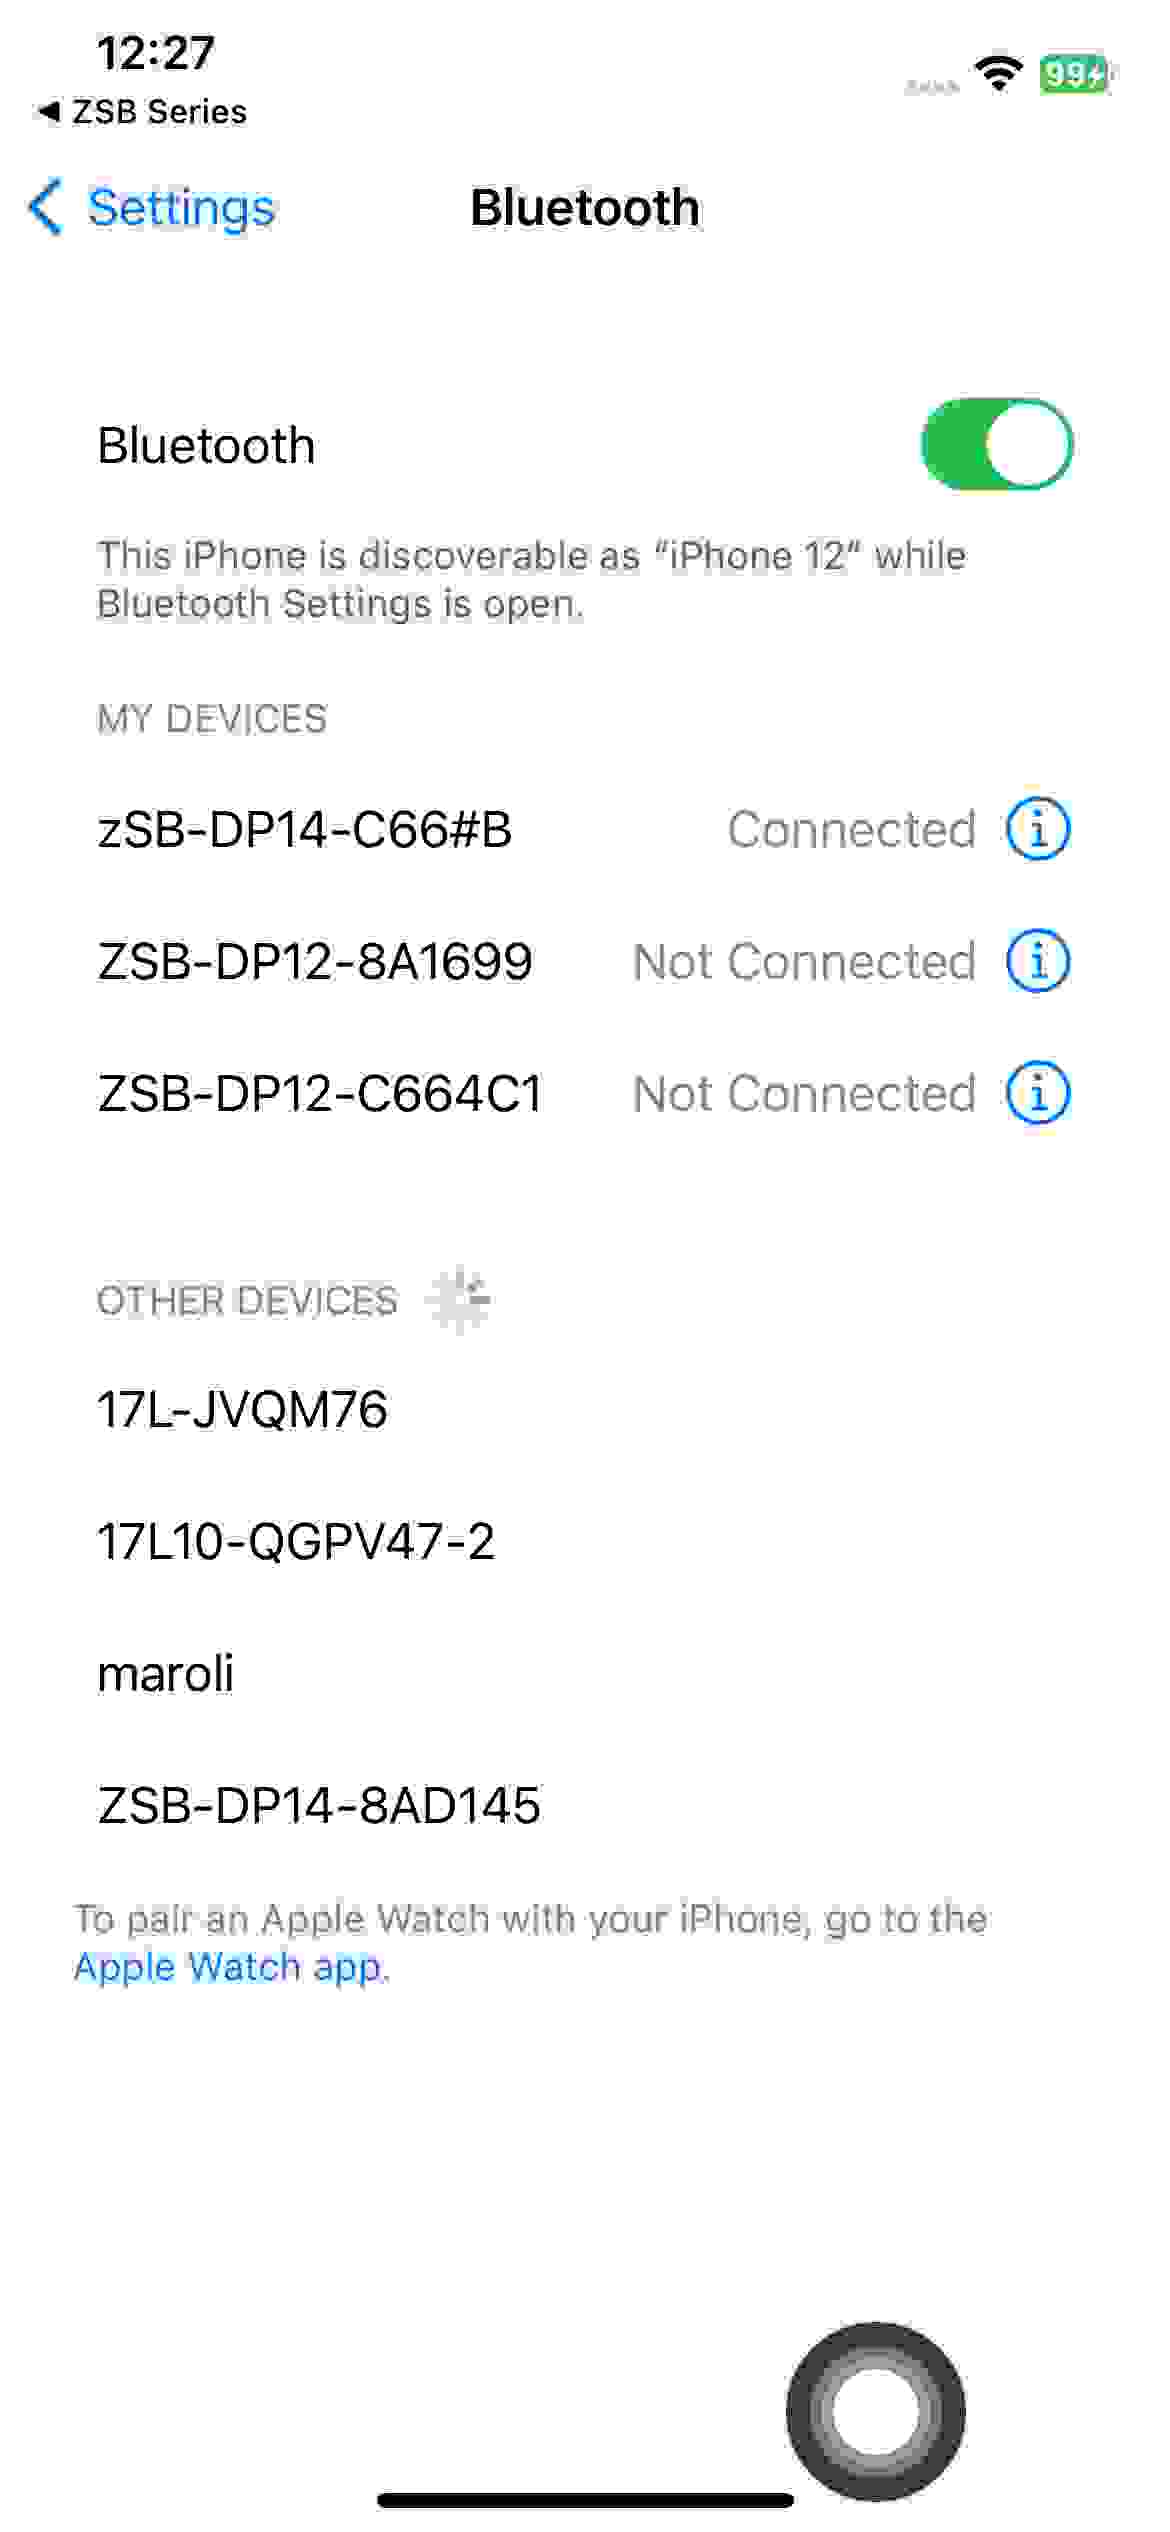 12:27
99
ZSB Series
Settings
Bluetooth
Bluetooth
This iPhone is discoverable as “iPhone 12” while
Bluetooth Settings is open.
MY DEVICES
zSB-DP14-C66#B Connected
ZSB-DP12-8A1699 Not Connected
ZSB-DP12-C664C1 Not Connected
OTHER DEVICES
17L-JVQM76
17L10-QGPV47-2
maroli
ZSB-DP14-8AD145
To pair an Apple Watch with your iPhone, go to the
Apple Watch app.